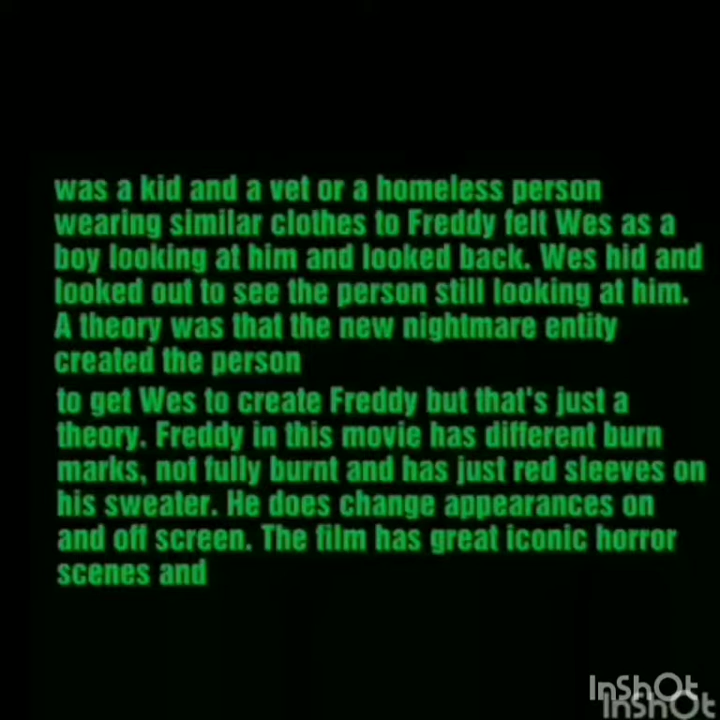 was a kid and a vet or a homeless person
wearing similar clothes to Freddy felt Wes as a
boy looking at him and looked back. Wes hid and
looked out to see the person still looking at him.
A theory was that the new nightmare entity
created the person
to get Wes to create Freddy but that's just a
theory. Freddy in this movie has different burn
marks, not fully burnt and has just red sleeves on
his sweater. He does change appearances on
and off screen. The film has great iconic horror
scenes and
InShOt
InShOt